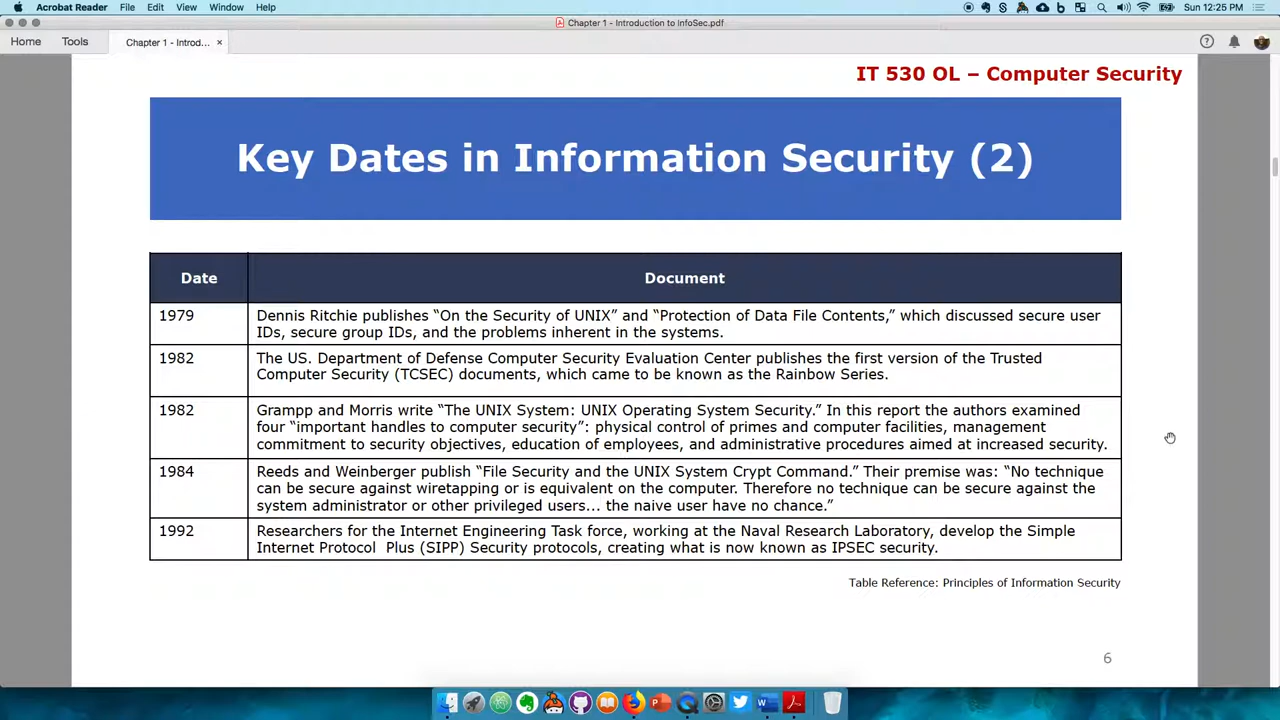 Acrobat Reader File Edit View Window Help Sun 12:25 PM
Chapter 1 - Introduction to InfoSec.pdf
Home Tools Chapter 1 - Introd... ×
IT 530 OL – Computer Security
Key Dates in Information Security (2)
Date Document
1979 Dennis Ritchie publishes “On the Security of UNIX” and “Protection of Data File Contents,” which discussed secure user
IDs, secure group IDs, and the problems inherent in the systems.
1982 The US. Department of Defense Computer Security Evaluation Center publishes the first version of the Trusted
Computer Security (TCSEC) documents, which came to be known as the Rainbow Series.
1982 Grampp and Morris write “The UNIX System: UNIX Operating System Security.” In this report the authors examined
four “important handles to computer security”: physical control of primes and computer facilities, management
commitment to security objectives, education of employees, and administrative procedures aimed at increased security.
1984 Reeds and Weinberger publish “File Security and the UNIX System Crypt Command.” Their premise was: “No technique
can be secure against wiretapping or is equivalent on the computer. Therefore no technique can be secure against the
system administrator or other privileged users... the naive user have no chance.”
1992 Researchers for the Internet Engineering Task force, working at the Naval Research Laboratory, develop the Simple
Internet Protocol Plus (SIPP) Security protocols, creating what is now known as IPSEC security.
Table Reference: Principles of Information Security
6